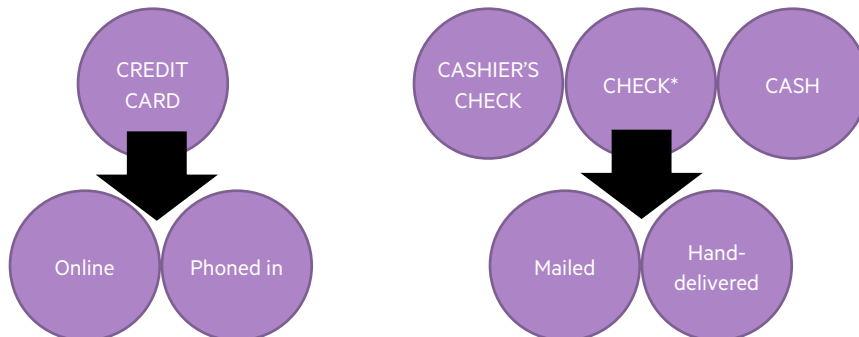 CREDIT
CARD
CASHIER’S
CHECK
CHECK*
CASH
Online
Phoned in
Mailed
Hand-
delivered